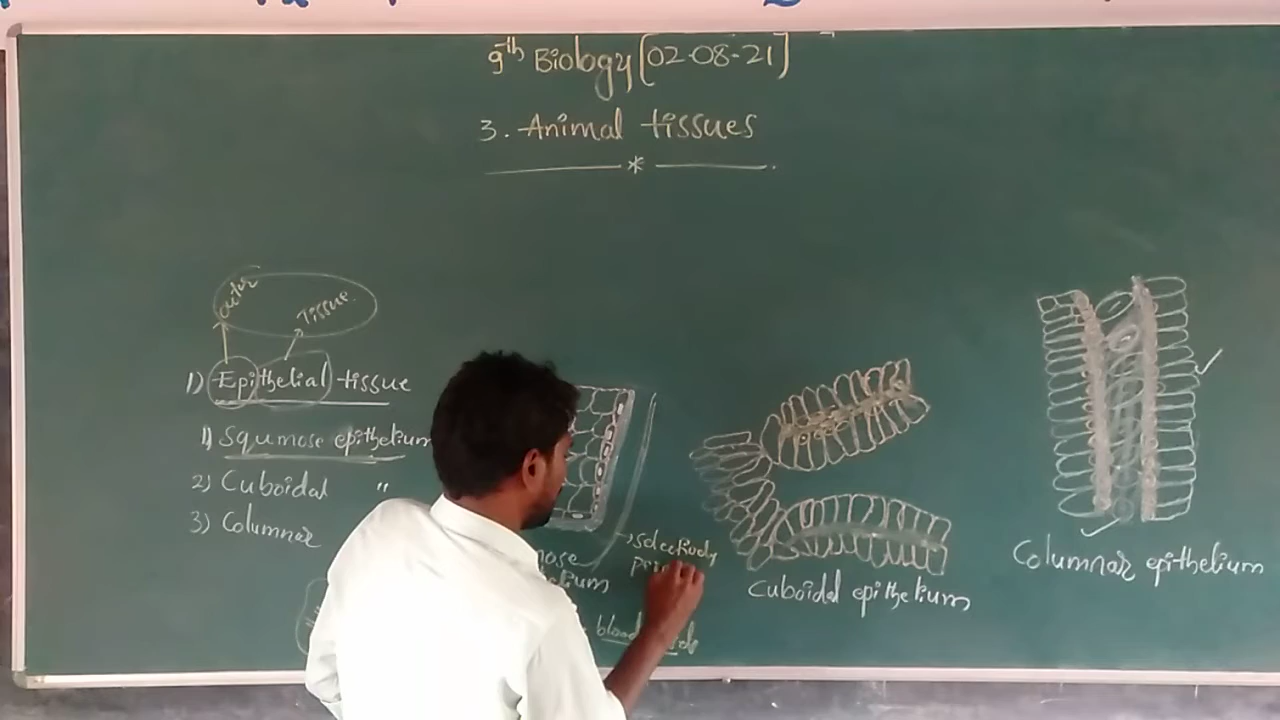 9th Biology [02-08-21]
3. Animal tissues
outer Tissue.
1) Epithelial tissue
1) Squmose epithelium
2) Cuboidal "
3) Columnar
Cuboidal epithelium
Columnar epithelium